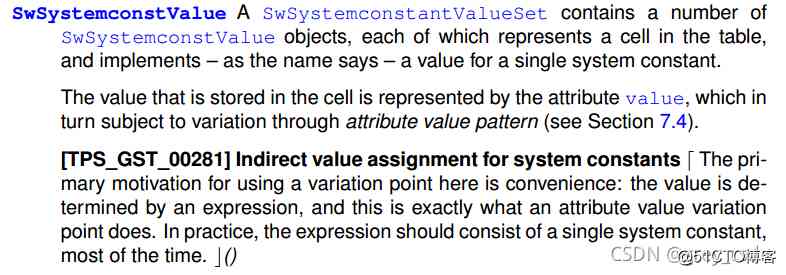 SwSystemconstValue A SwSystemconstantValueSet contains a number of
SwSystemconstValue objects, each of which represents a cell in the table,
and implements – as the name says – a value for a single system constant.
The value that is stored in the cell is represented by the attribute value, which in
turn subject to variation through attribute value pattern (see Section 7.4).
[TPS_GST_00281] Indirect value assignment for system constants ⌈ The pri-
mary motivation for using a variation point here is convenience: the value is de-
termined by an expression, and this is exactly what an attribute value variation
point does. In practice, the expression should consist of a single system constant,
most of the time. ⌋()
CSDN
@51CTO博客